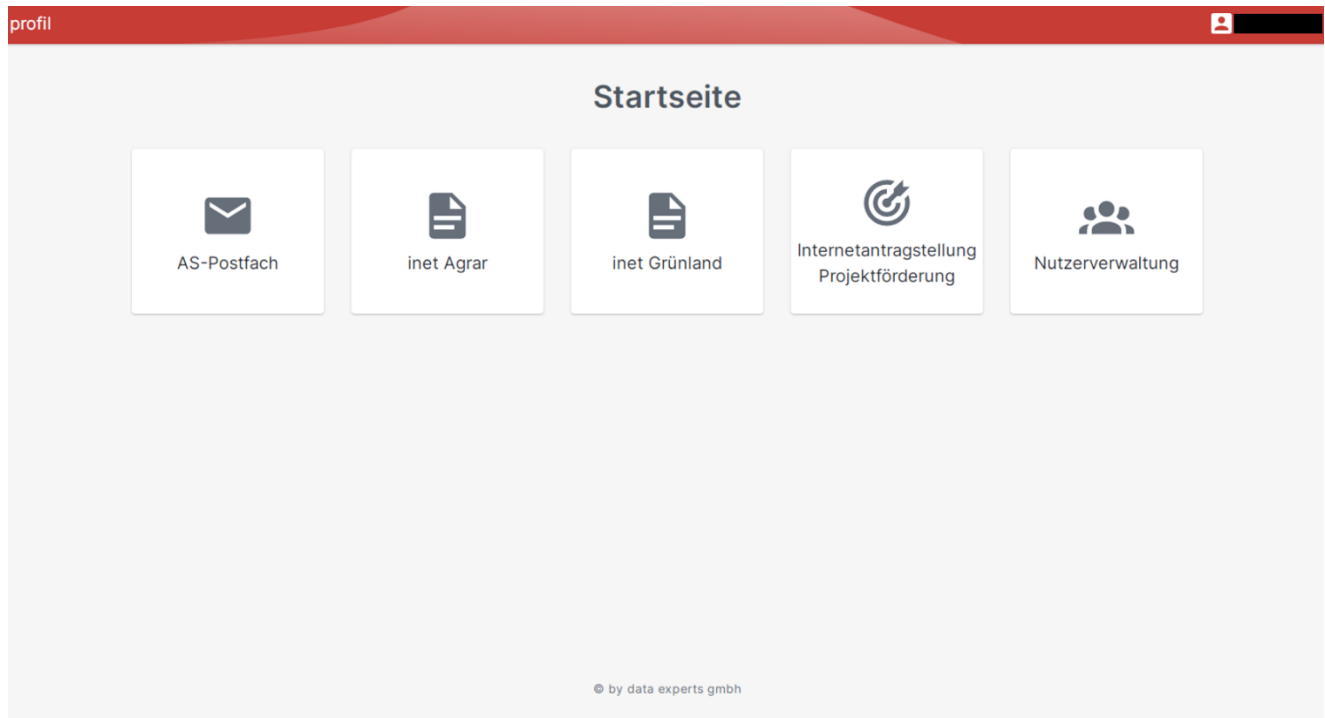 profil
Startseite
AS-Postfach
inet Agrar
inet Grünland
Internetantragstellung
Projektförderung
Nutzerverwaltung
© by data experts gmbh